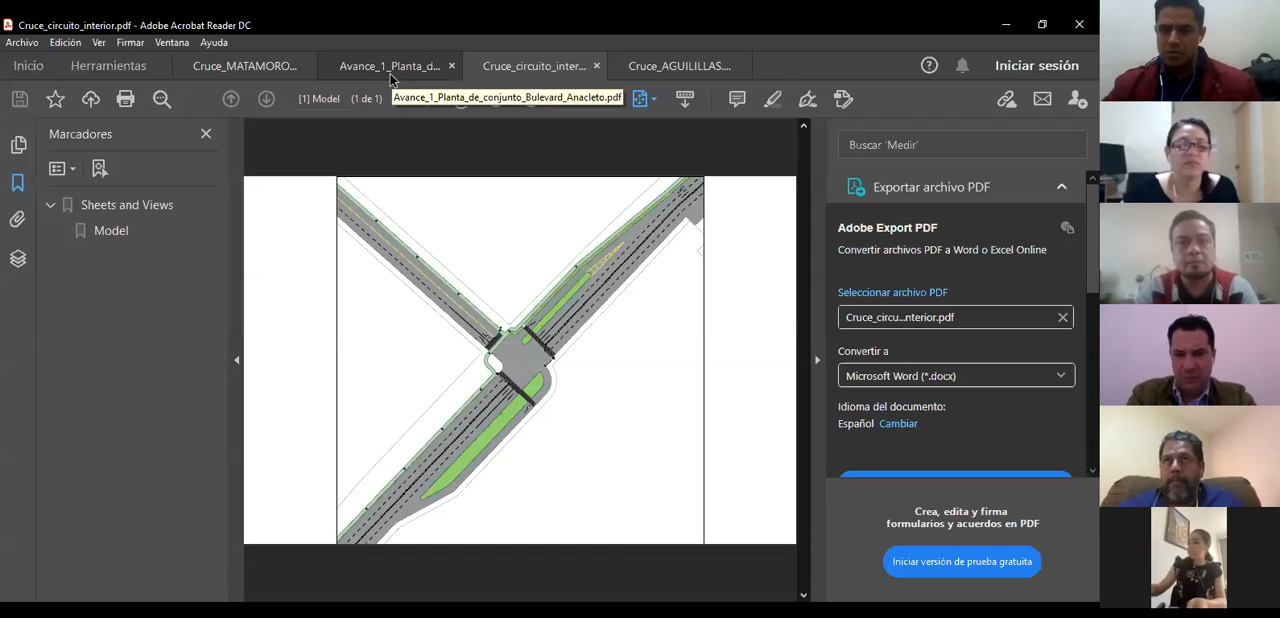 Cruce_circuito_interior.pdf - Adobe Acrobat Reader DC
Archivo Edición Ver Firmar Ventana Ayuda
Inicio Herramientas Cruce_MATAMORO... Avance_1_Planta_d... Cruce_circuito_inter... Cruce_AGUILILLAS.... Iniciar sesión
[1] Model (1 de 1)
Avance_1_Planta_de_conjunto_Bulevard_Anacleto.pdf
Marcadores
Sheets and Views
Model
Buscar 'Medir'
Exportar archivo PDF
Adobe Export PDF
Convertir archivos PDF a Word o Excel Online
Seleccionar archivo PDF
Cruce_circu...nterior.pdf
Convertir a
Microsoft Word (*.docx)
Idioma del documento:
Español Cambiar
Crea, edita y firma
formularios y acuerdos en PDF
Iniciar versión de prueba gratuita